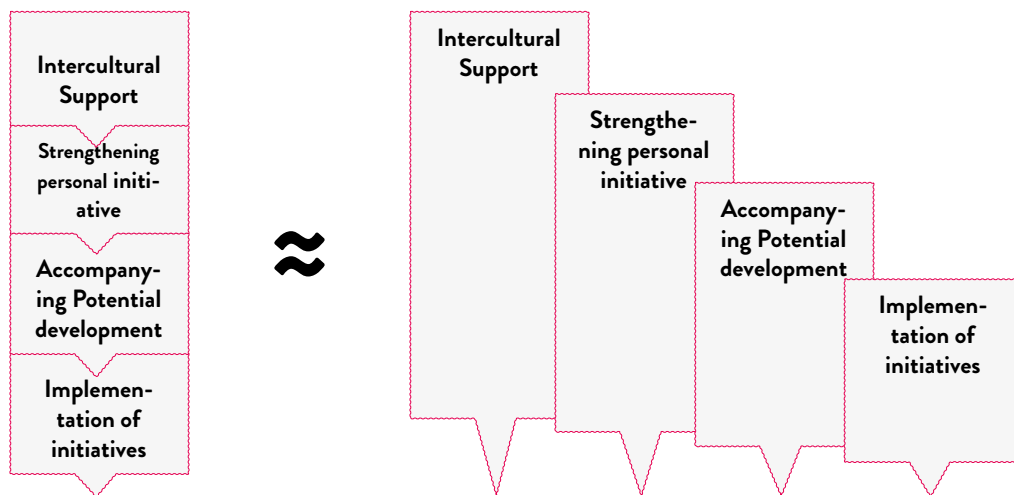 Intercultural
Support
Strengthening
personal initi-
ative
Accompany-
ing Potential
development
Implemen-
tation of
initiatives
≈
Intercultural
Support
Strengthe-
ning personal
initiative
Accompany-
ing Potential
development
Implemen-
tation of
initiatives